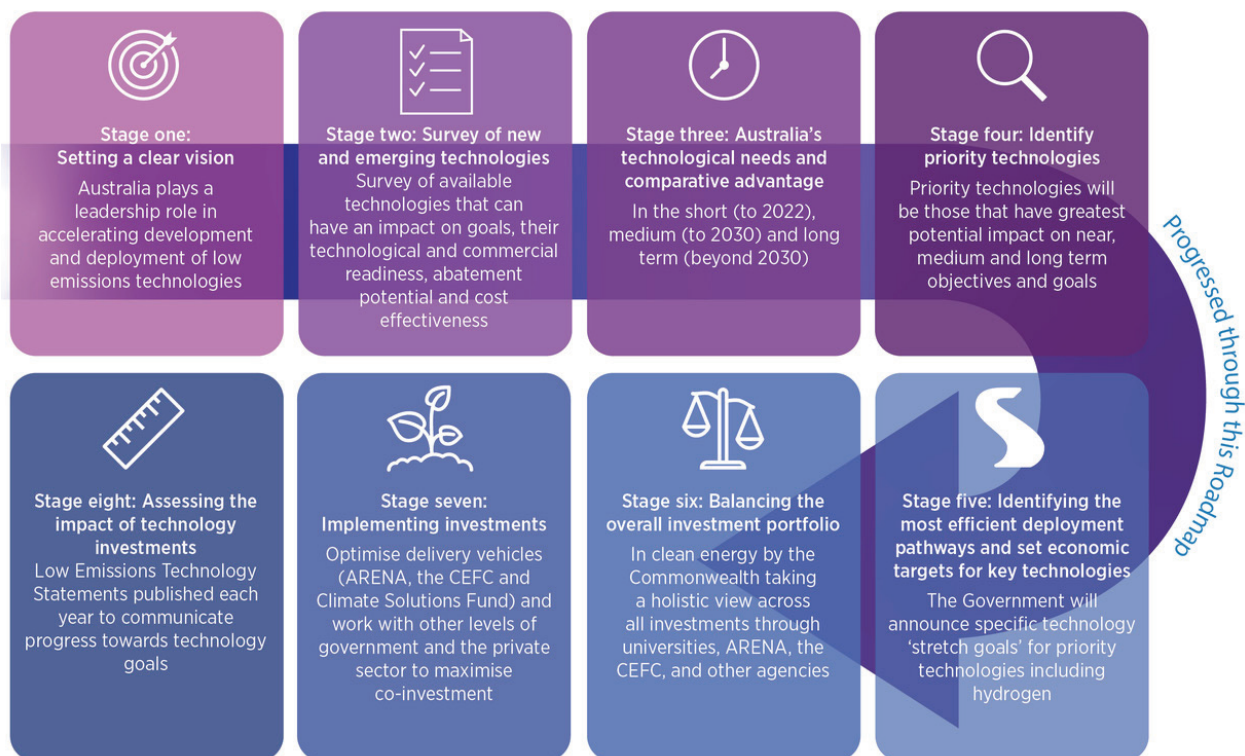 Stage one:
Setting a clear vision
Australia plays a
leadership role in
accelerating development
and deployment of low
emissions technologies
Stage two: Survey of new
and emerging technologies
Survey of available
technologies that can
have an impact on goals, their
technological and commercial
readiness, abatement
potential and cost
effectiveness
Stage three: Australia's
technological needs and
comparative advantage
In the short (to 2022),
medium (to 2030) and long
term (beyond 2030)
Stage four: Identify
priority technologies
Priority technologies will
be those that have greatest
potential impact on near,
medium and long term
objectives and goals
Progressed through this Roadmap
Stage five: Identifying the
most efficient deployment
pathways and set economic
targets for key technologies
The Government will
announce specific technology
‘stretch goals’ for priority
technologies including
hydrogen
Stage six: Balancing the
overall investment portfolio
In clean energy by the
Commonwealth taking
a holistic view across
all investments through
universities, ARENA, the
CEFC, and other agencies
Stage seven:
Implementing investments
Optimise delivery vehicles
(ARENA, the CEFC and
Climate Solutions Fund) and
work with other levels of
government and the private
sector to maximise
co-investment
Stage eight: Assessing the
impact of technology
investments
Low Emissions Technology
Statements published each
year to communicate
progress towards technology
goals